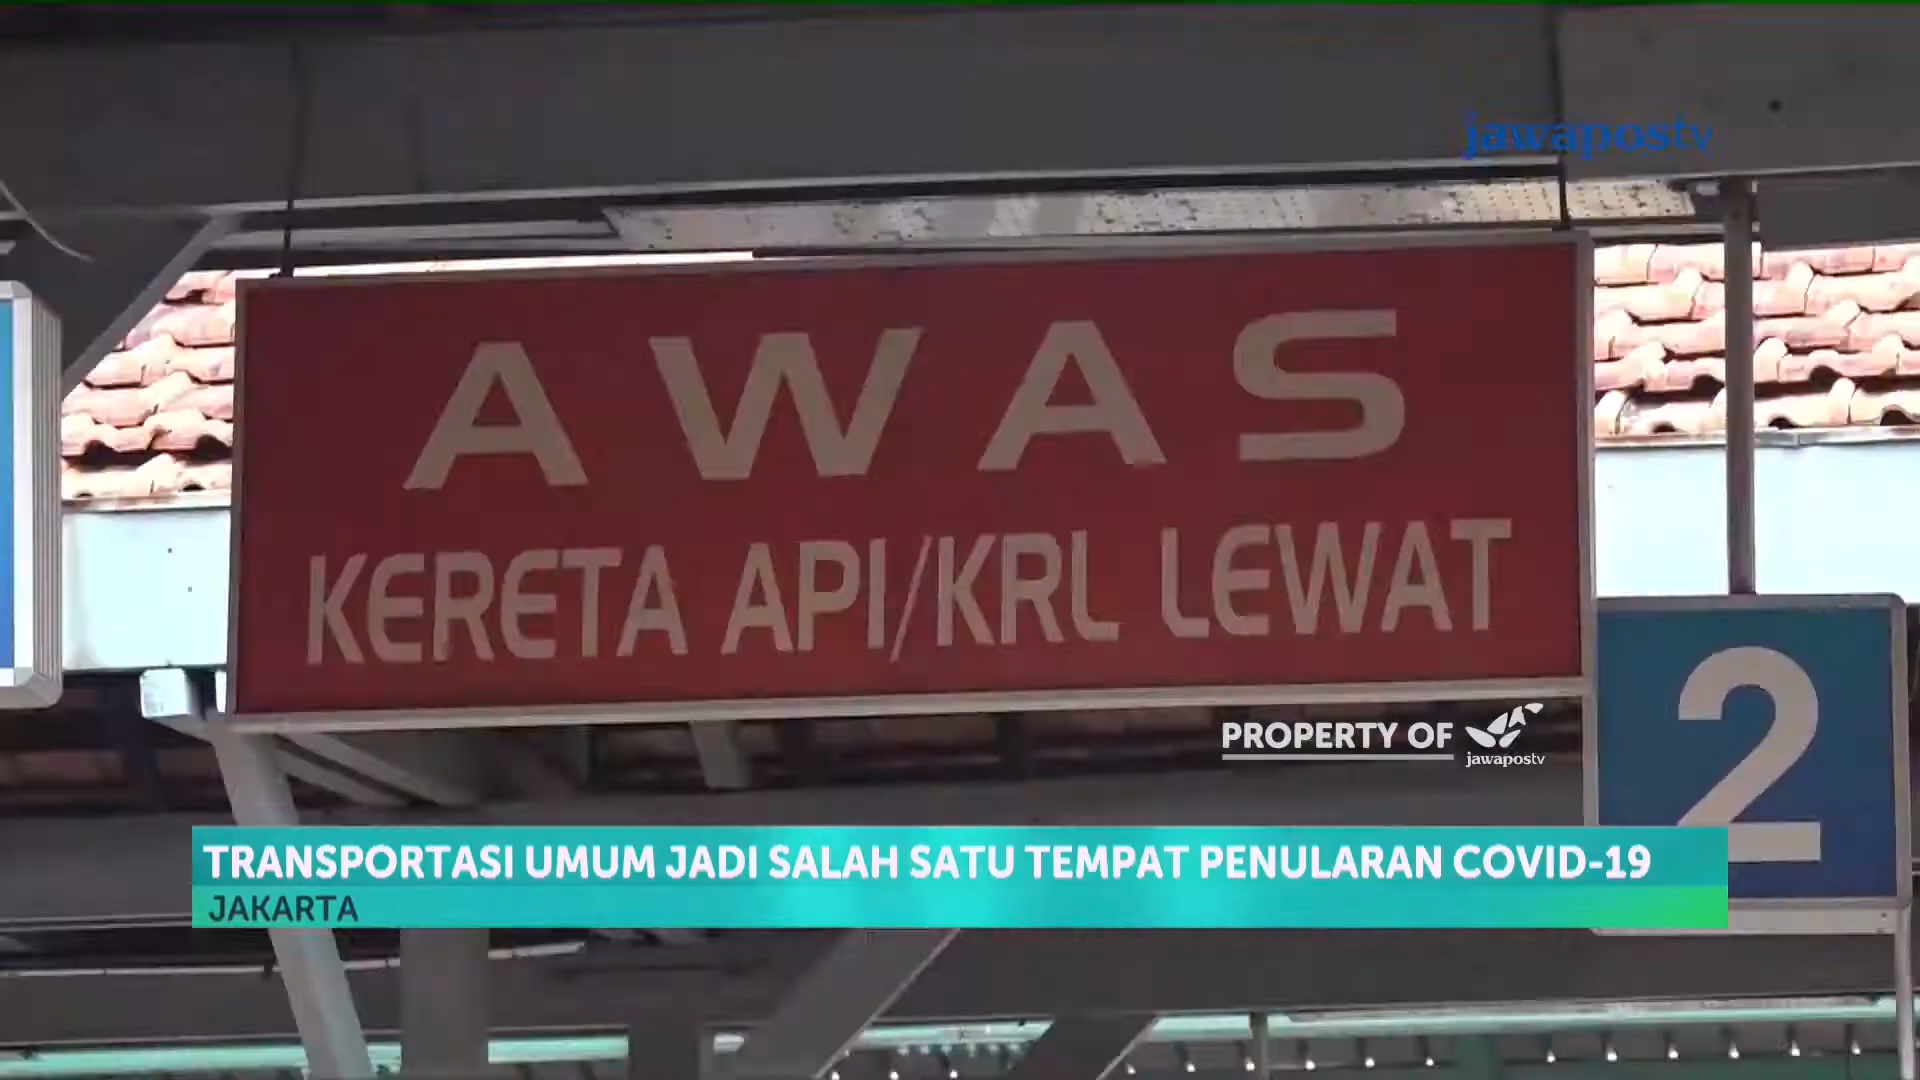 jawapostv
AWAS
KERETA API/KRL LEWAT
2
PROPERTY OF
jawapostv
TRANSPORTASI UMUM JADI SALAH SATU TEMPAT PENULARAN COVID-19
JAKARTA